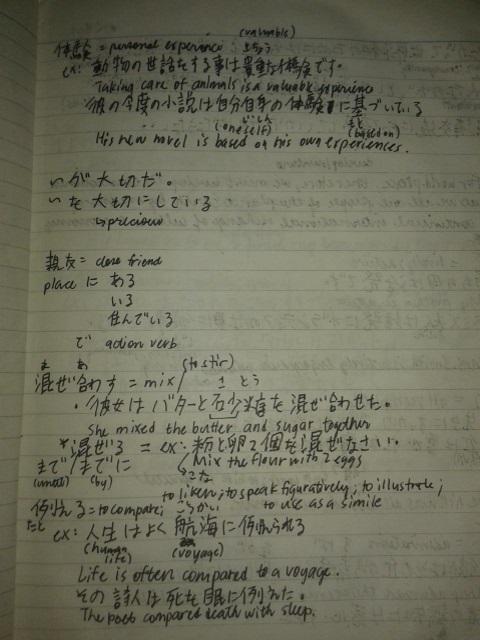 (valuable)
体験 = personal experience きちょう
ex: 動物の世話をする事は貴重な体験です。
Taking care of animals is a valuable experience
彼の今度の小説は自分自身の体験に基づいている
じしん もと
(oneself) (based on)
His new novel is based on his own experiences.
いが 大切だ。
いを 大切にしている
↳ precious
親友 = close friend
place に ある
いる
住んでいる
で action verb
ま あ (to stir)
混ぜ合わす = mix / さ とう
・彼女はバターと砂糖を混ぜ合わせた。
She mixed the butter and sugar together
*混ぜる = ex: 粉と卵2個を混ぜなさい。
まで / までに ↳こな Mix the flour with 2 eggs
(until) (by)
to liken; to speak figuratively; to illustrate;
例える = to compare; to use as a simile
たと こうかい
ex: 人生はよく航海に例えられる
(human life) (voyage)
Life is often compared to a voyage.
その詩人は死を眠に例えた。
The poet compared death with sleep.